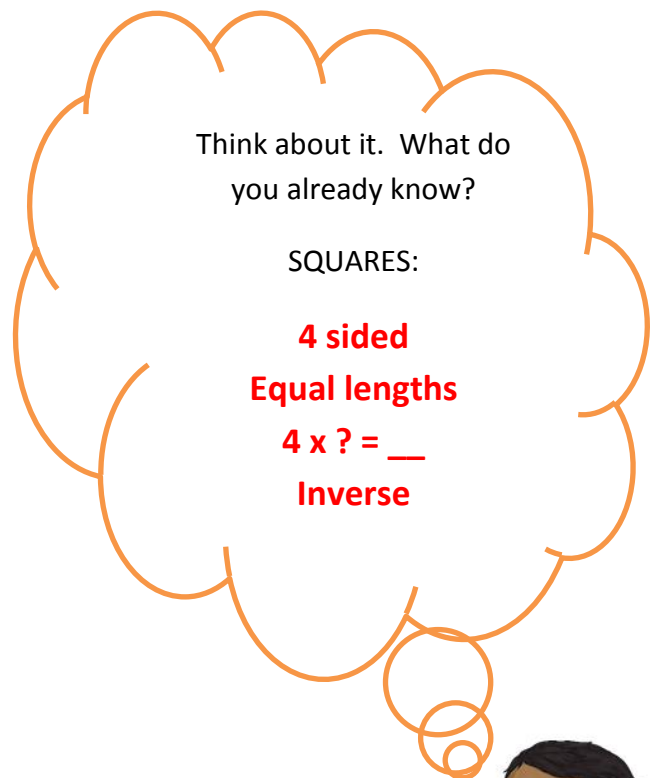 Think about it.  What do
you already know?
SQUARES:
4 sided
Equal lengths
4 x ? = __
Inverse